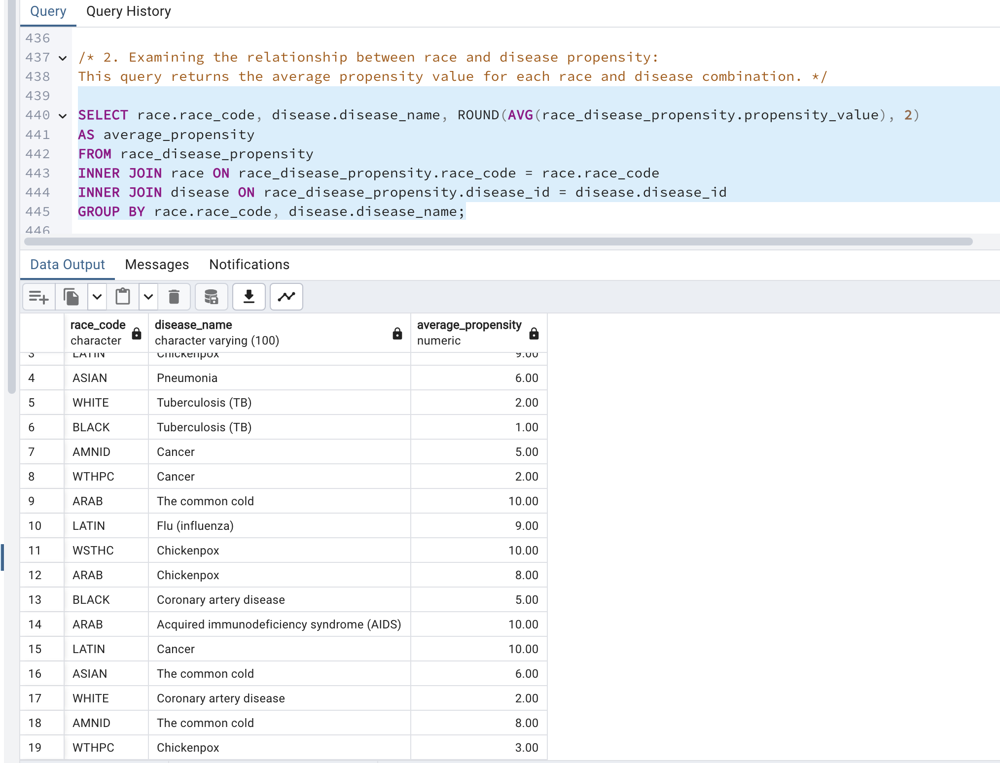 Query Query History
436
437 /* 2. Examining the relationship between race and disease propensity:
438 This query returns the average propensity value for each race and disease combination. */
439
440 SELECT race.race_code, disease.disease_name, ROUND(AVG(race_disease_propensity.propensity_value), 2)
441 AS average_propensity
442 FROM race_disease_propensity
443 INNER JOIN race ON race_disease_propensity.race_code = race.race_code
444 INNER JOIN disease ON race_disease_propensity.disease_id = disease.disease_id
445 GROUP BY race.race_code, disease.disease_name;
446
Data Output Messages Notifications
race_code disease_name average_propensity
character character varying (100) numeric
3 LATIN Chickenpox 9.00
4 ASIAN Pneumonia 6.00
5 WHITE Tuberculosis (TB) 2.00
6 BLACK Tuberculosis (TB) 1.00
7 AMNID Cancer 5.00
8 WTHPC Cancer 2.00
9 ARAB The common cold 10.00
10 LATIN Flu (influenza) 9.00
11 WSTHC Chickenpox 10.00
12 ARAB Chickenpox 8.00
13 BLACK Coronary artery disease 5.00
14 ARAB Acquired immunodeficiency syndrome (AIDS) 10.00
15 LATIN Cancer 10.00
16 ASIAN The common cold 6.00
17 WHITE Coronary artery disease 2.00
18 AMNID The common cold 8.00
19 WTHPC Chickenpox 3.00